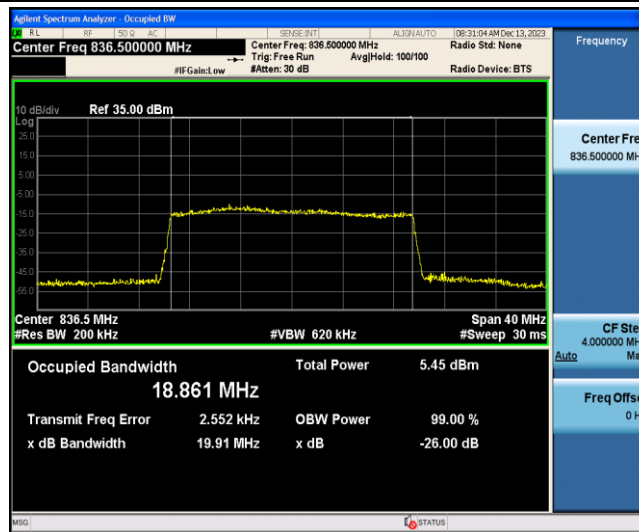 Agilent Spectrum Analyzer - Occupied BW
RL RF 50 Ω AC SENSE:INT ALIGN AUTO 08:31:04 AM Dec 13, 2023
Center Freq 836.500000 MHz
Center Freq: 836.500000 MHz
Radio Std: None
Trig: Free Run
Avg|Hold: 100/100
#IFGain:Low
#Atten: 30 dB
Radio Device: BTS
Frequency
10 dB/div Ref 35.00 dBm
Log
25.0
15.0
5.00
-5.00
-15.0
-25.0
-35.0
-45.0
-55.0
Center Fre
836.500000 MH
Center 836.5 MHz
Span 40 MHz
#Res BW 200 kHz
#VBW 620 kHz
#Sweep 30 ms
CF Ste
4.000000 MH
Auto Ma
Occupied Bandwidth
18.861 MHz
Total Power 5.45 dBm
Transmit Freq Error 2.552 kHz
OBW Power 99.00 %
x dB Bandwidth 19.91 MHz
x dB -26.00 dB
Freq Offs
0 H
MSG
STATUS